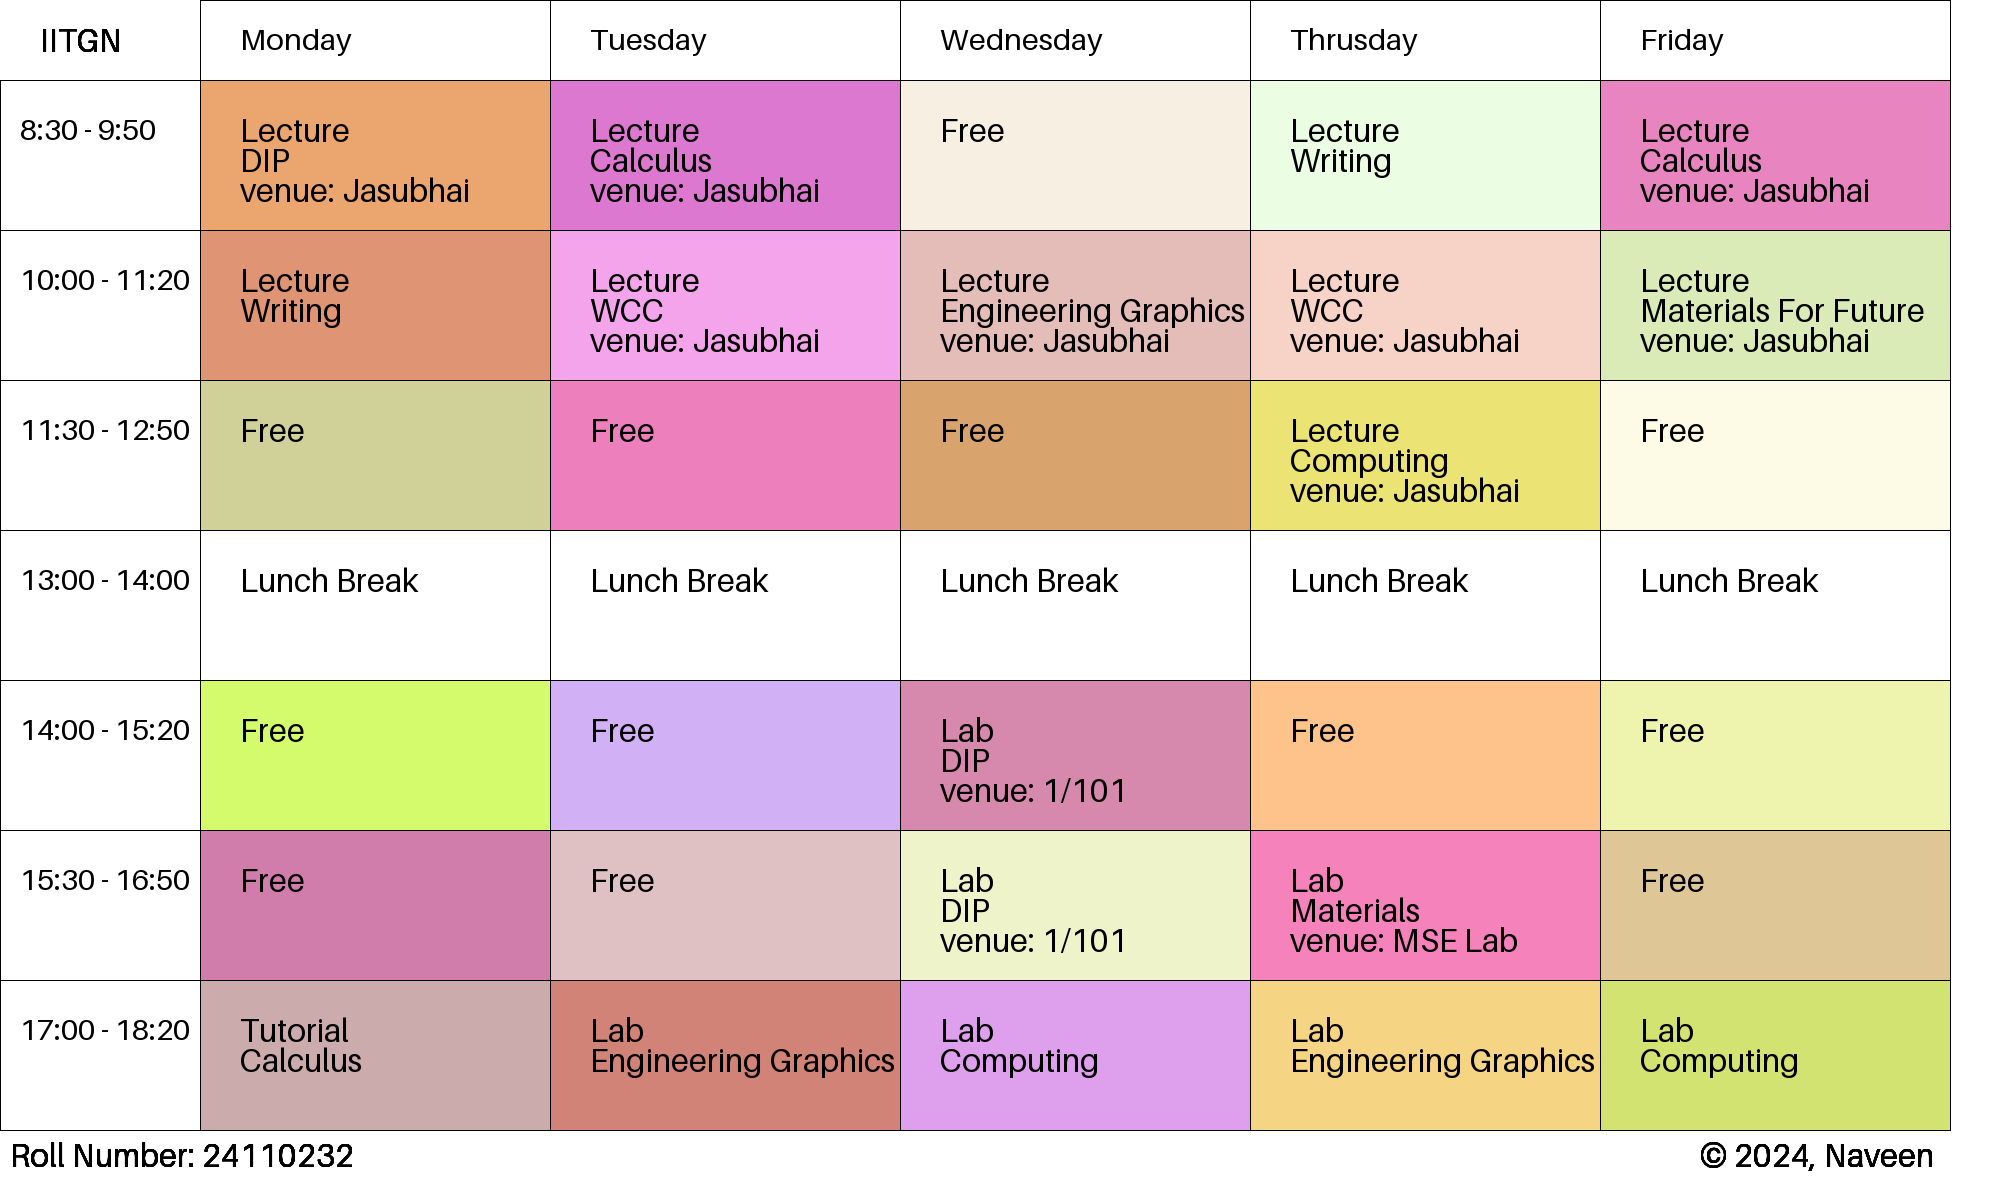 IITGN Monday Tuesday Wednesday Thrusday Friday
8:30 - 9:50
Lecture
DIP
venue: Jasubhai
Lecture
Calculus
venue: Jasubhai
Free
Lecture
Writing
Lecture
Calculus
venue: Jasubhai
10:00 - 11:20
Lecture
Writing
Lecture
WCC
venue: Jasubhai
Lecture
Engineering Graphics
venue: Jasubhai
Lecture
WCC
venue: Jasubhai
Lecture
Materials For Future
venue: Jasubhai
11:30 - 12:50
Free
Free
Free
Lecture
Computing
venue: Jasubhai
Free
13:00 - 14:00
Lunch Break
Lunch Break
Lunch Break
Lunch Break
Lunch Break
14:00 - 15:20
Free
Free
Lab
DIP
venue: 1/101
Free
Free
15:30 - 16:50
Free
Free
Lab
DIP
venue: 1/101
Lab
Materials
venue: MSE Lab
Free
17:00 - 18:20
Tutorial
Calculus
Lab
Engineering Graphics
Lab
Computing
Lab
Engineering Graphics
Lab
Computing
Roll Number: 24110232
© 2024, Naveen